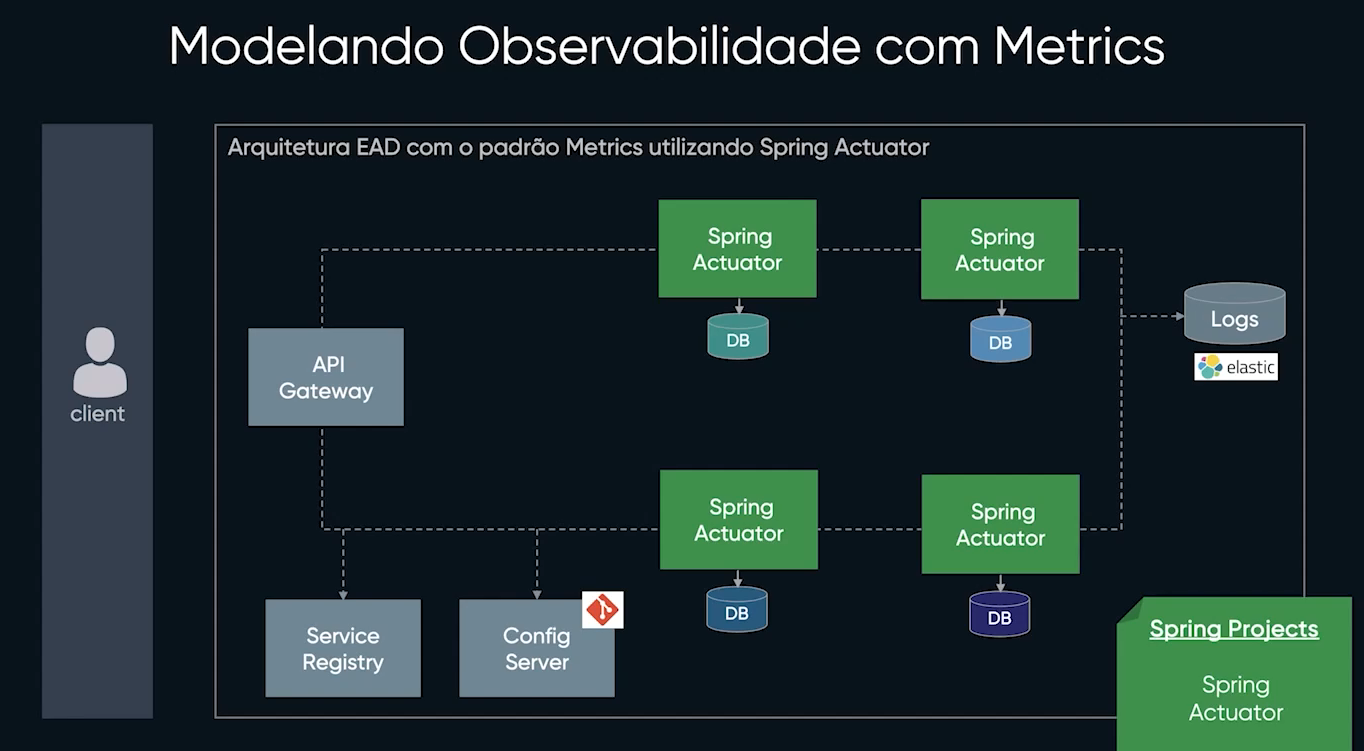 Modelando Observabilidade com Metrics
Arquitetura EAD com o padrão Metrics utilizando Spring Actuator
Spring
Actuator
Spring
Actuator
DB
DB
Logs
elastic
API
Gateway
client
Spring
Actuator
Spring
Actuator
DB
DB
Service
Registry
Config
Server
Spring Projects
Spring
Actuator